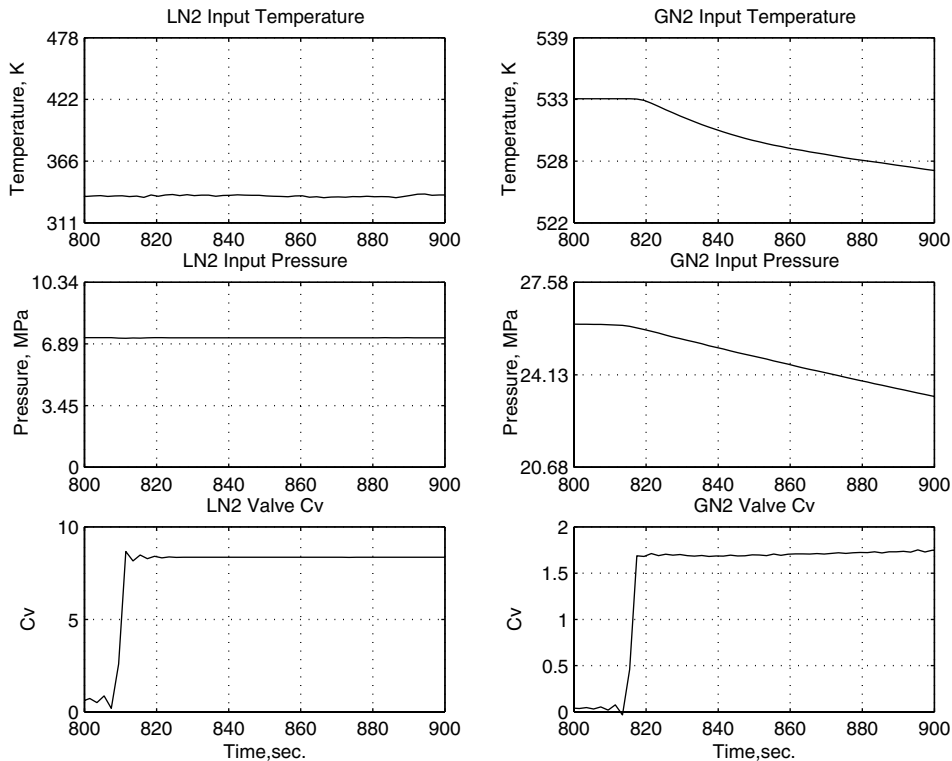 LN2 Input Temperature
478
422
366
311
Temperature, K
800 820 840 860 880 900
GN2 Input Temperature
539
533
528
522
Temperature, K
800 820 840 860 880 900
LN2 Input Pressure
10.34
6.89
3.45
0
Pressure, MPa
800 820 840 860 880 900
GN2 Input Pressure
27.58
24.13
20.68
Pressure, MPa
800 820 840 860 880 900
LN2 Valve Cv
10
5
0
Cv
800 820 840 860 880 900
Time,sec.
GN2 Valve Cv
2
1.5
1
0.5
0
Cv
800 820 840 860 880 900
Time,sec.